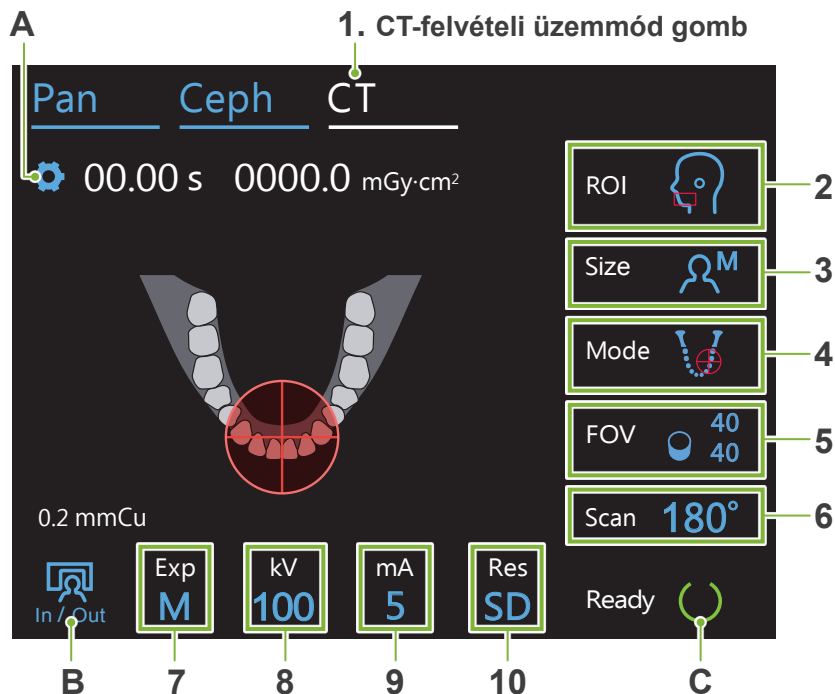 A
1. CT-felvételi üzemmód gomb
Pan Ceph CT
00.00 s 0000.0 mGy·cm²
ROI
2
Size M
3
Mode
4
FOV 40
40
5
0.2 mmCu
Scan 180°
6
In / Out
Exp
M
kV
100
mA
5
Res
SD
Ready
B 7 8 9 10 C